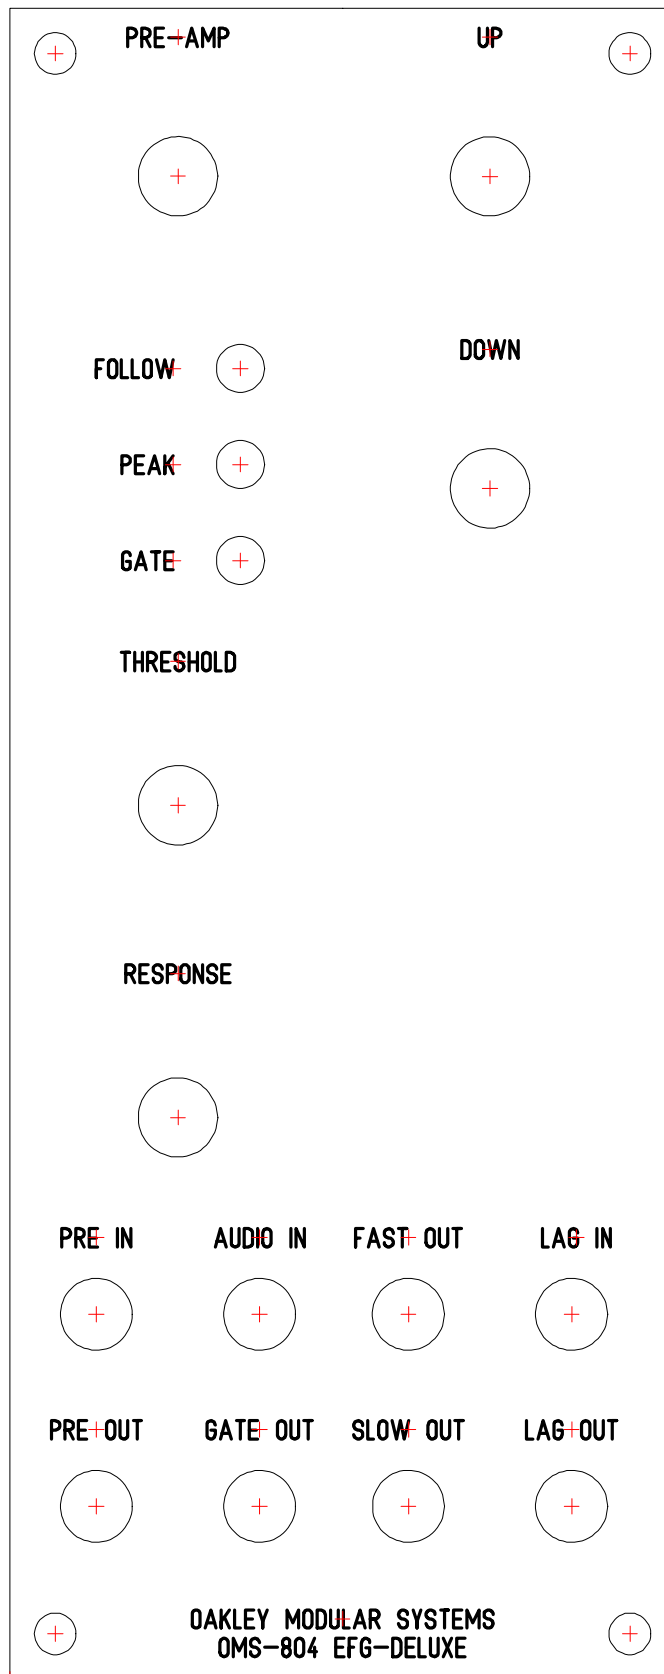 PRE-AMP
UP
FOLLOW
DOWN
PEAK
GATE
THRESHOLD
RESPONSE
PRE IN
AUDIO IN
FAST OUT
LAG IN
PRE OUT
GATE OUT
SLOW OUT
LAG OUT
OAKLEY MODULAR SYSTEMS
OMS-804 EFG-DELUXE